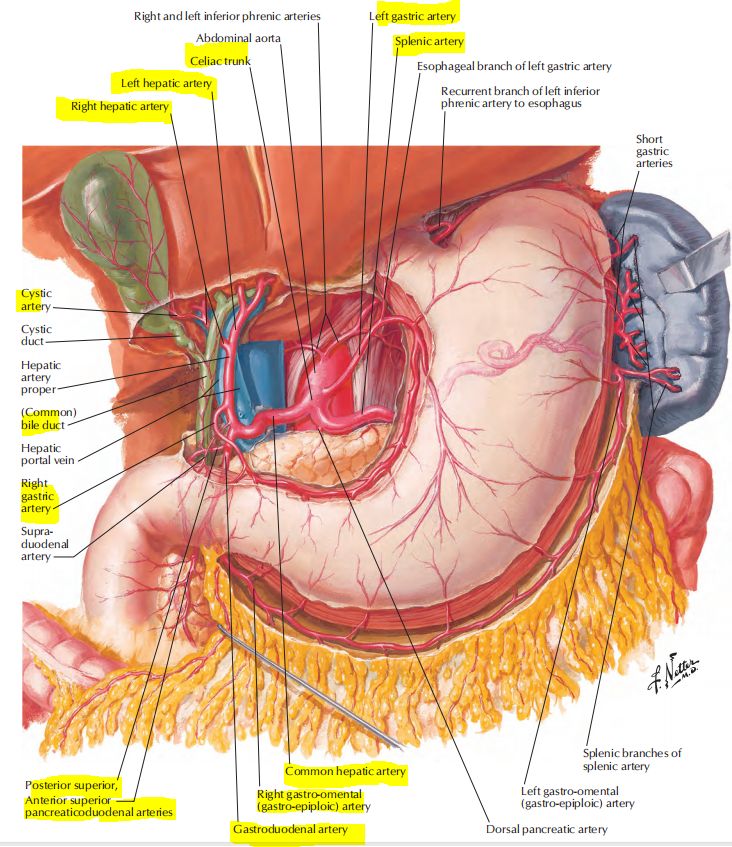 Right and left inferior phrenic arteries
Left gastric artery
Abdominal aorta
Splenic artery
Celiac trunk
Esophageal branch of left gastric artery
Left hepatic artery
Recurrent branch of left inferior
phrenic artery to esophagus
Right hepatic artery
Short
gastric
arteries
Cystic
artery
Cystic
duct
Hepatic
artery
proper
(Common)
bile duct
Hepatic
portal vein
Right
gastric
artery
Supra-
duodenal
artery
F. Netter
M.D.
Splenic branches of
splenic artery
Common hepatic artery
Posterior superior,
Anterior superior
pancreaticoduodenal arteries
Right gastro-omental
(gastro-epiploic) artery
Left gastro-omental
(gastro-epiploic) artery
Gastroduodenal artery
Dorsal pancreatic artery